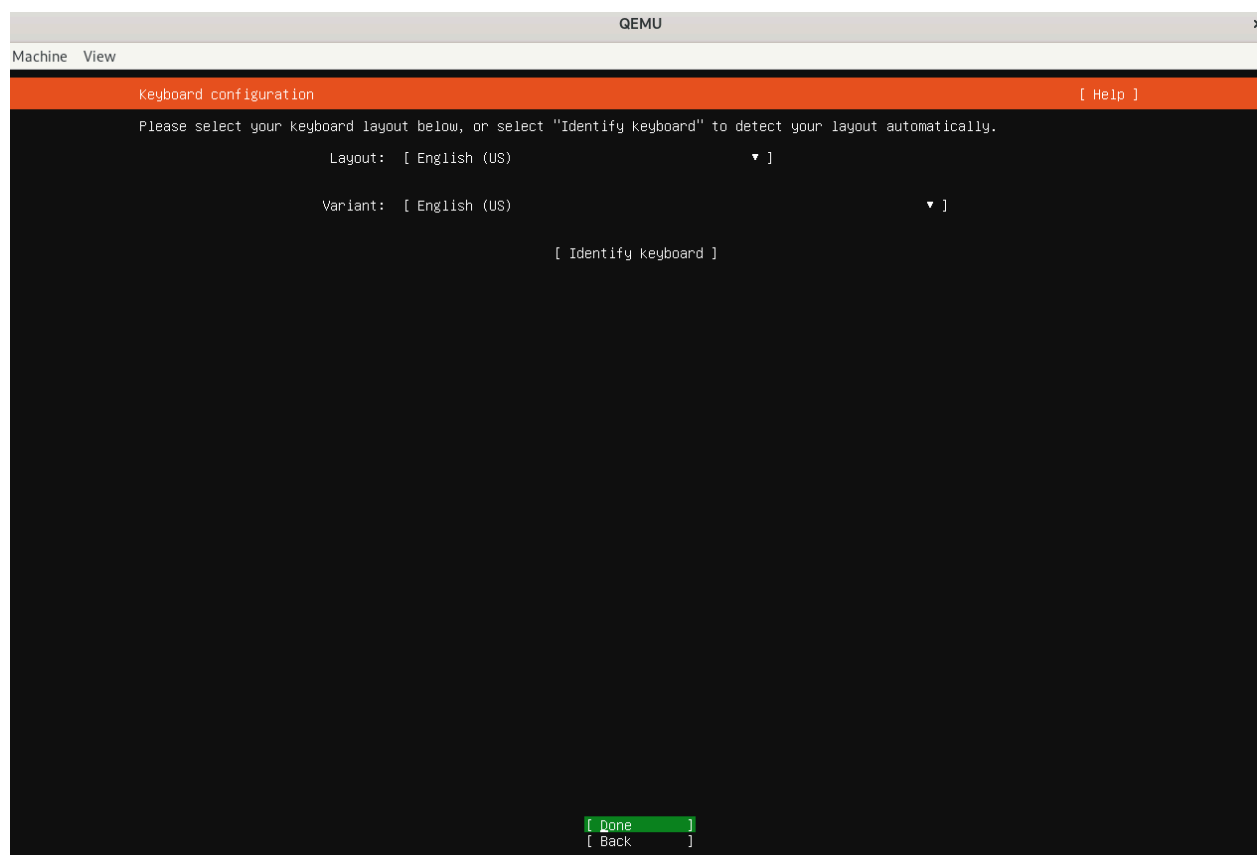 QEMU
Machine View
Keyboard configuration [ Help ]
Please select your keyboard layout below, or select "Identify keyboard" to detect your layout automatically.
Layout: [ English (US) ▾ ]
Variant: [ English (US) ▾ ]
[ Identify keyboard ]
[ Done ]
[ Back ]